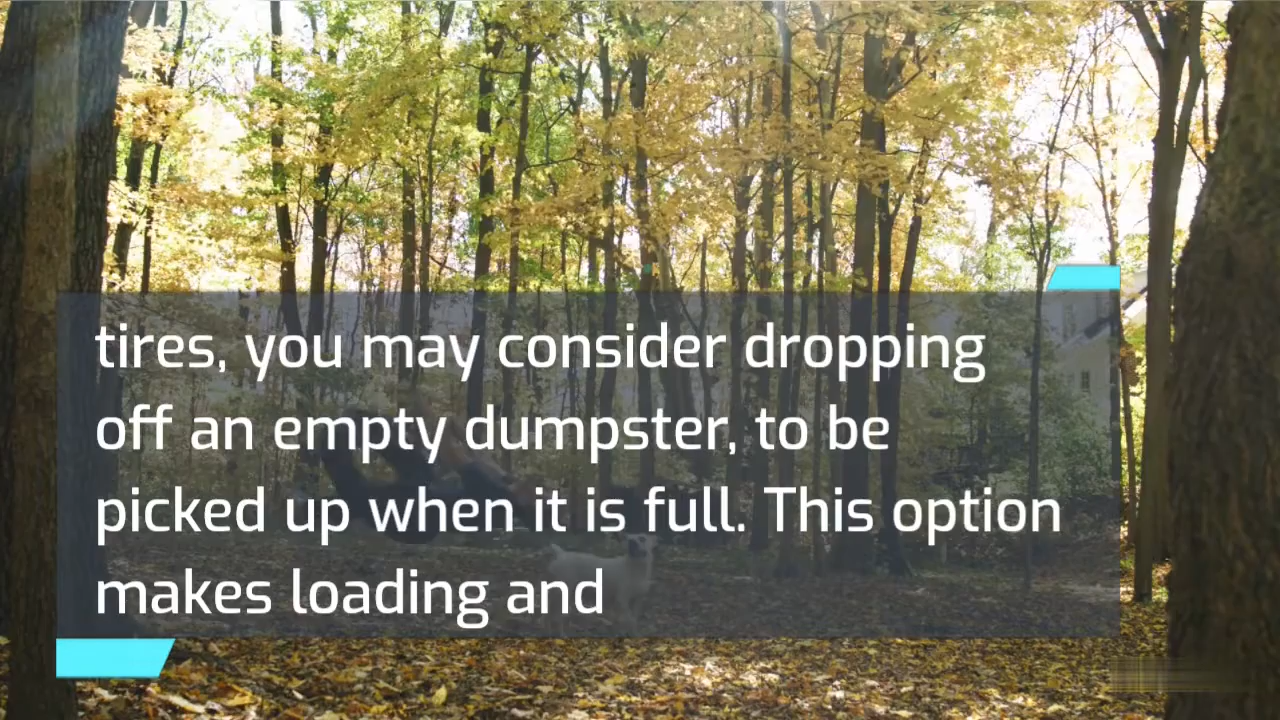 tires, you may consider dropping
off an empty dumpster, to be
picked up when it is full. This option
makes loading and